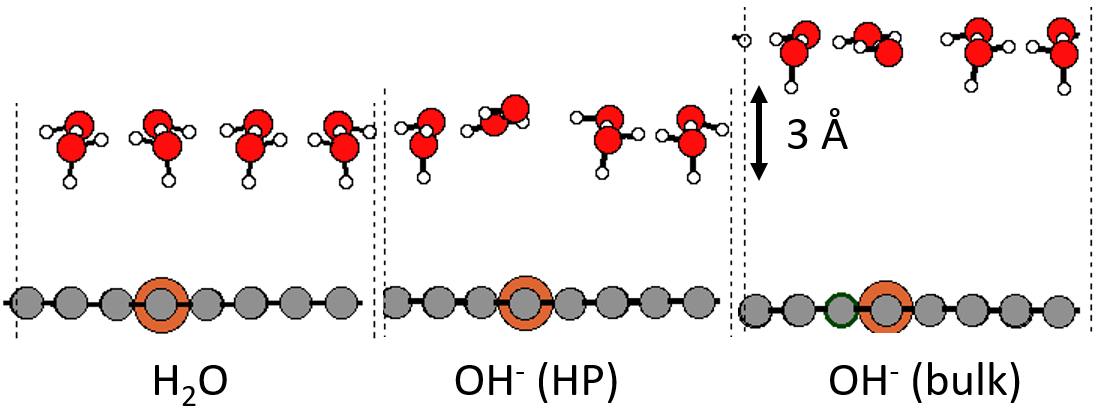 3 Å
H₂O
OH⁻ (HP)
OH⁻ (bulk)